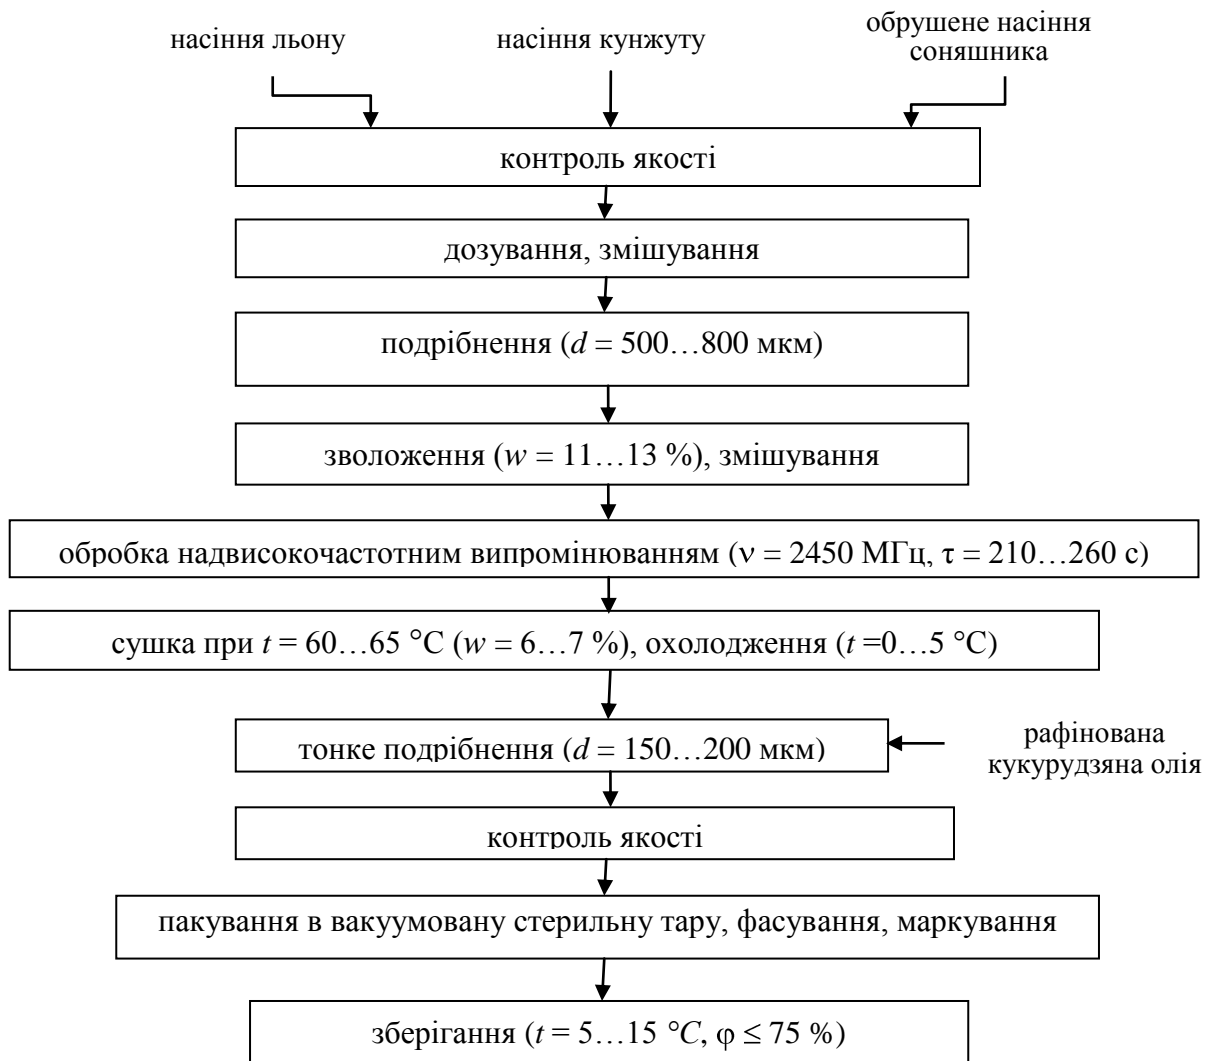 насіння льону
насіння кунжуту
обрушене насіння
соняшника
контроль якості
дозування, змішування
подрібнення (d = 500…800 мкм)
зволоження (w = 11…13 %), змішування
обробка надвисокочастотним випромінюванням (ν = 2450 МГц, τ = 210…260 с)
сушка при t = 60…65 °С (w = 6…7 %), охолодження (t =0…5 °С)
тонке подрібнення (d = 150…200 мкм)
рафінована
кукурудзяна олія
контроль якості
пакування в вакуумовану стерильну тару, фасування, маркування
зберігання (t = 5…15 °С, φ ≤ 75 %)